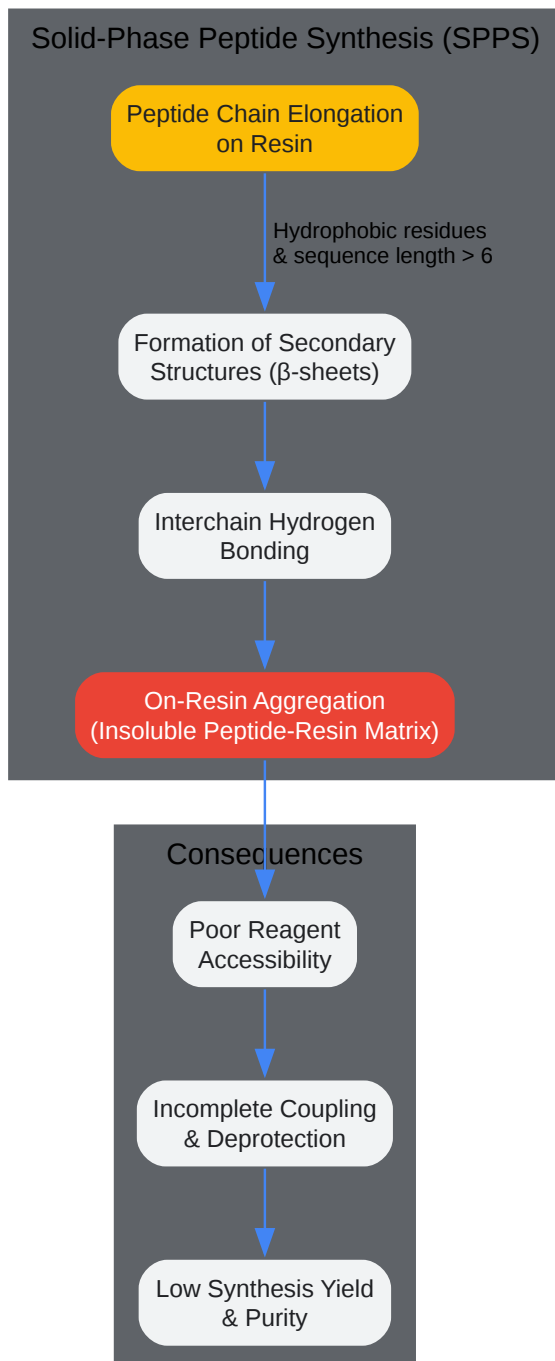 Solid-Phase Peptide Synthesis (SPPS)
Peptide Chain Elongation
on Resin
Hydrophobic residues
& sequence length > 6
Formation of Secondary
Structures (β-sheets)
Interchain Hydrogen
Bonding
On-Resin Aggregation
(Insoluble Peptide-Resin Matrix)
Consequences
Poor Reagent
Accessibility
Incomplete Coupling
& Deprotection
Low Synthesis Yield
& Purity